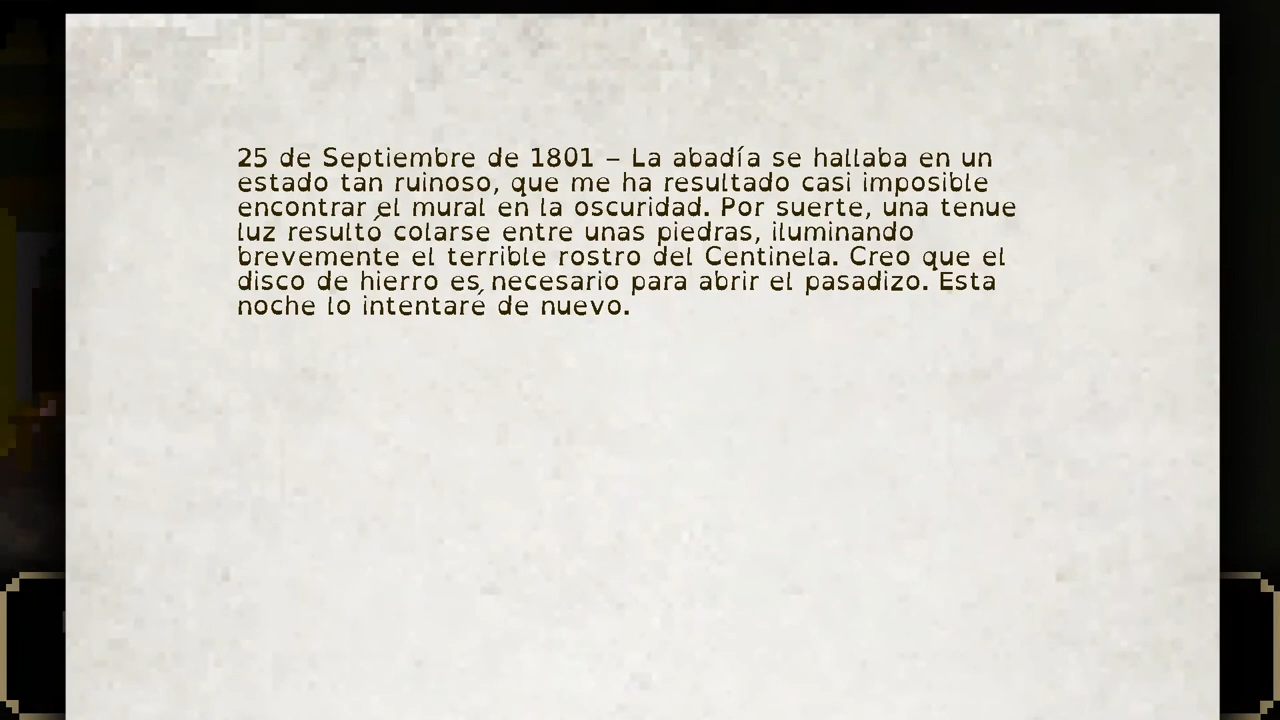 25 de Septiembre de 1801 – La abadía se hallaba en un
estado tan ruinoso, que me ha resultado casi imposible
encontrar el mural en la oscuridad. Por suerte, una tenue
luz resultó colarse entre unas piedras, iluminando
brevemente el terrible rostro del Centinela. Creo que el
disco de hierro es necesario para abrir el pasadizo. Esta
noche lo intentaré de nuevo.